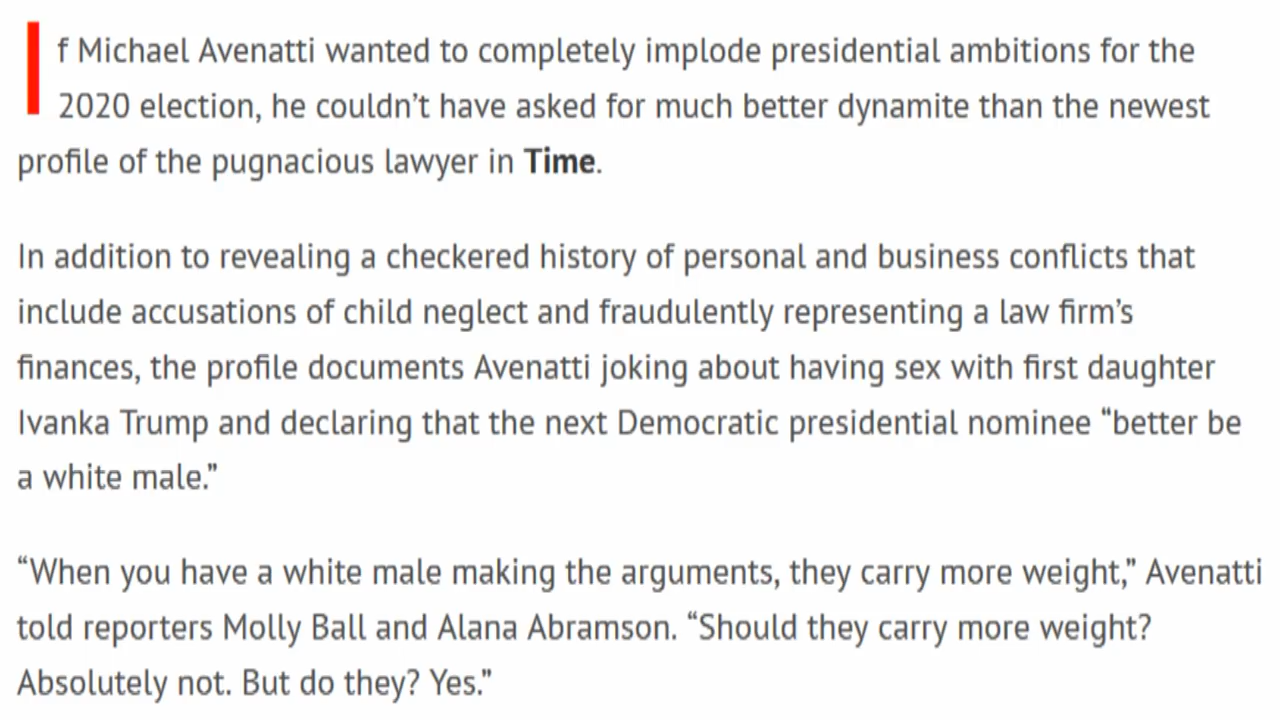 If Michael Avenatti wanted to completely implode presidential ambitions for the
2020 election, he couldn’t have asked for much better dynamite than the newest
profile of the pugnacious lawyer in Time.
In addition to revealing a checkered history of personal and business conflicts that
include accusations of child neglect and fraudulently representing a law firm’s
finances, the profile documents Avenatti joking about having sex with first daughter
Ivanka Trump and declaring that the next Democratic presidential nominee “better be
a white male.”
“When you have a white male making the arguments, they carry more weight,” Avenatti
told reporters Molly Ball and Alana Abramson. “Should they carry more weight?
Absolutely not. But do they? Yes.”